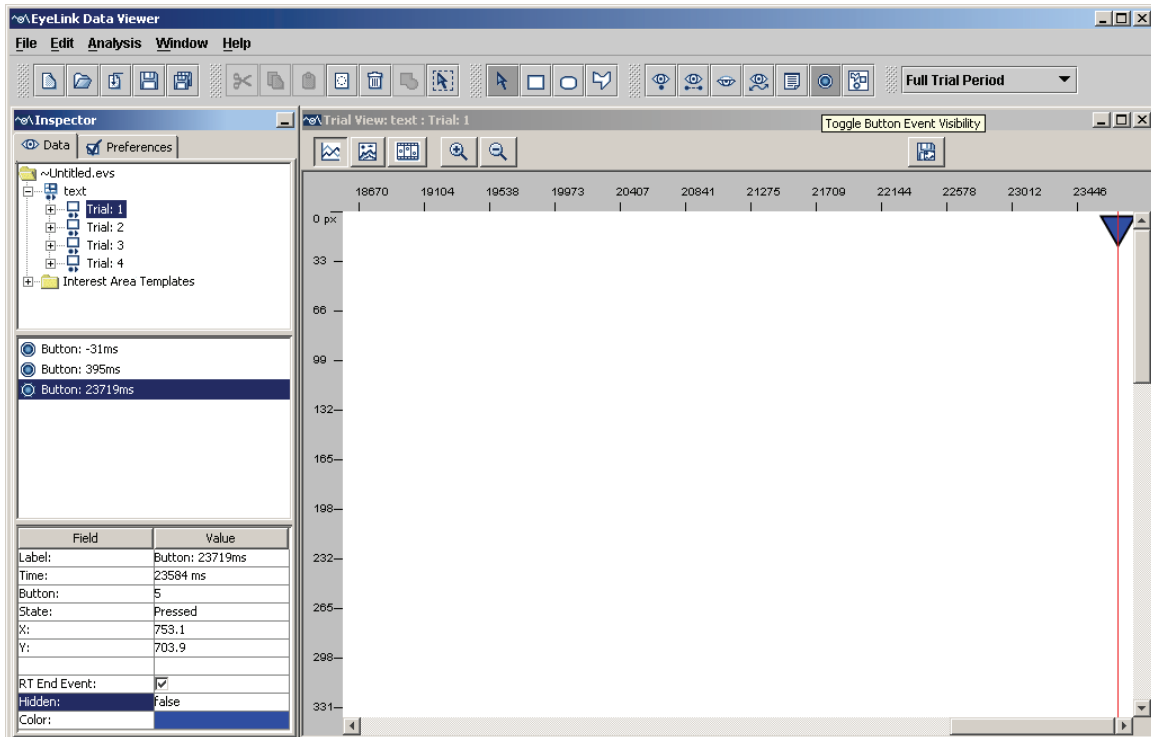 EyeLink Data Viewer
File Edit Analysis Window Help
Full Trial Period
Inspector
Trial View: text : Trial: 1
Toggle Button Event Visibility
Data Preferences
~Untitled.evs
text
Trial: 1
Trial: 2
Trial: 3
Trial: 4
Interest Area Templates
Button: -31ms
Button: 395ms
Button: 23719ms
Field Value
Label: Button: 23719ms
Time: 23584 ms
Button: 5
State: Pressed
X: 753.1
Y: 703.9
RT End Event:
Hidden: false
Color:
18670 19104 19538 19973 20407 20841 21275 21709 22144 22578 23012 23446
0 px
33
66
99
132
165
198
232
265
298
331